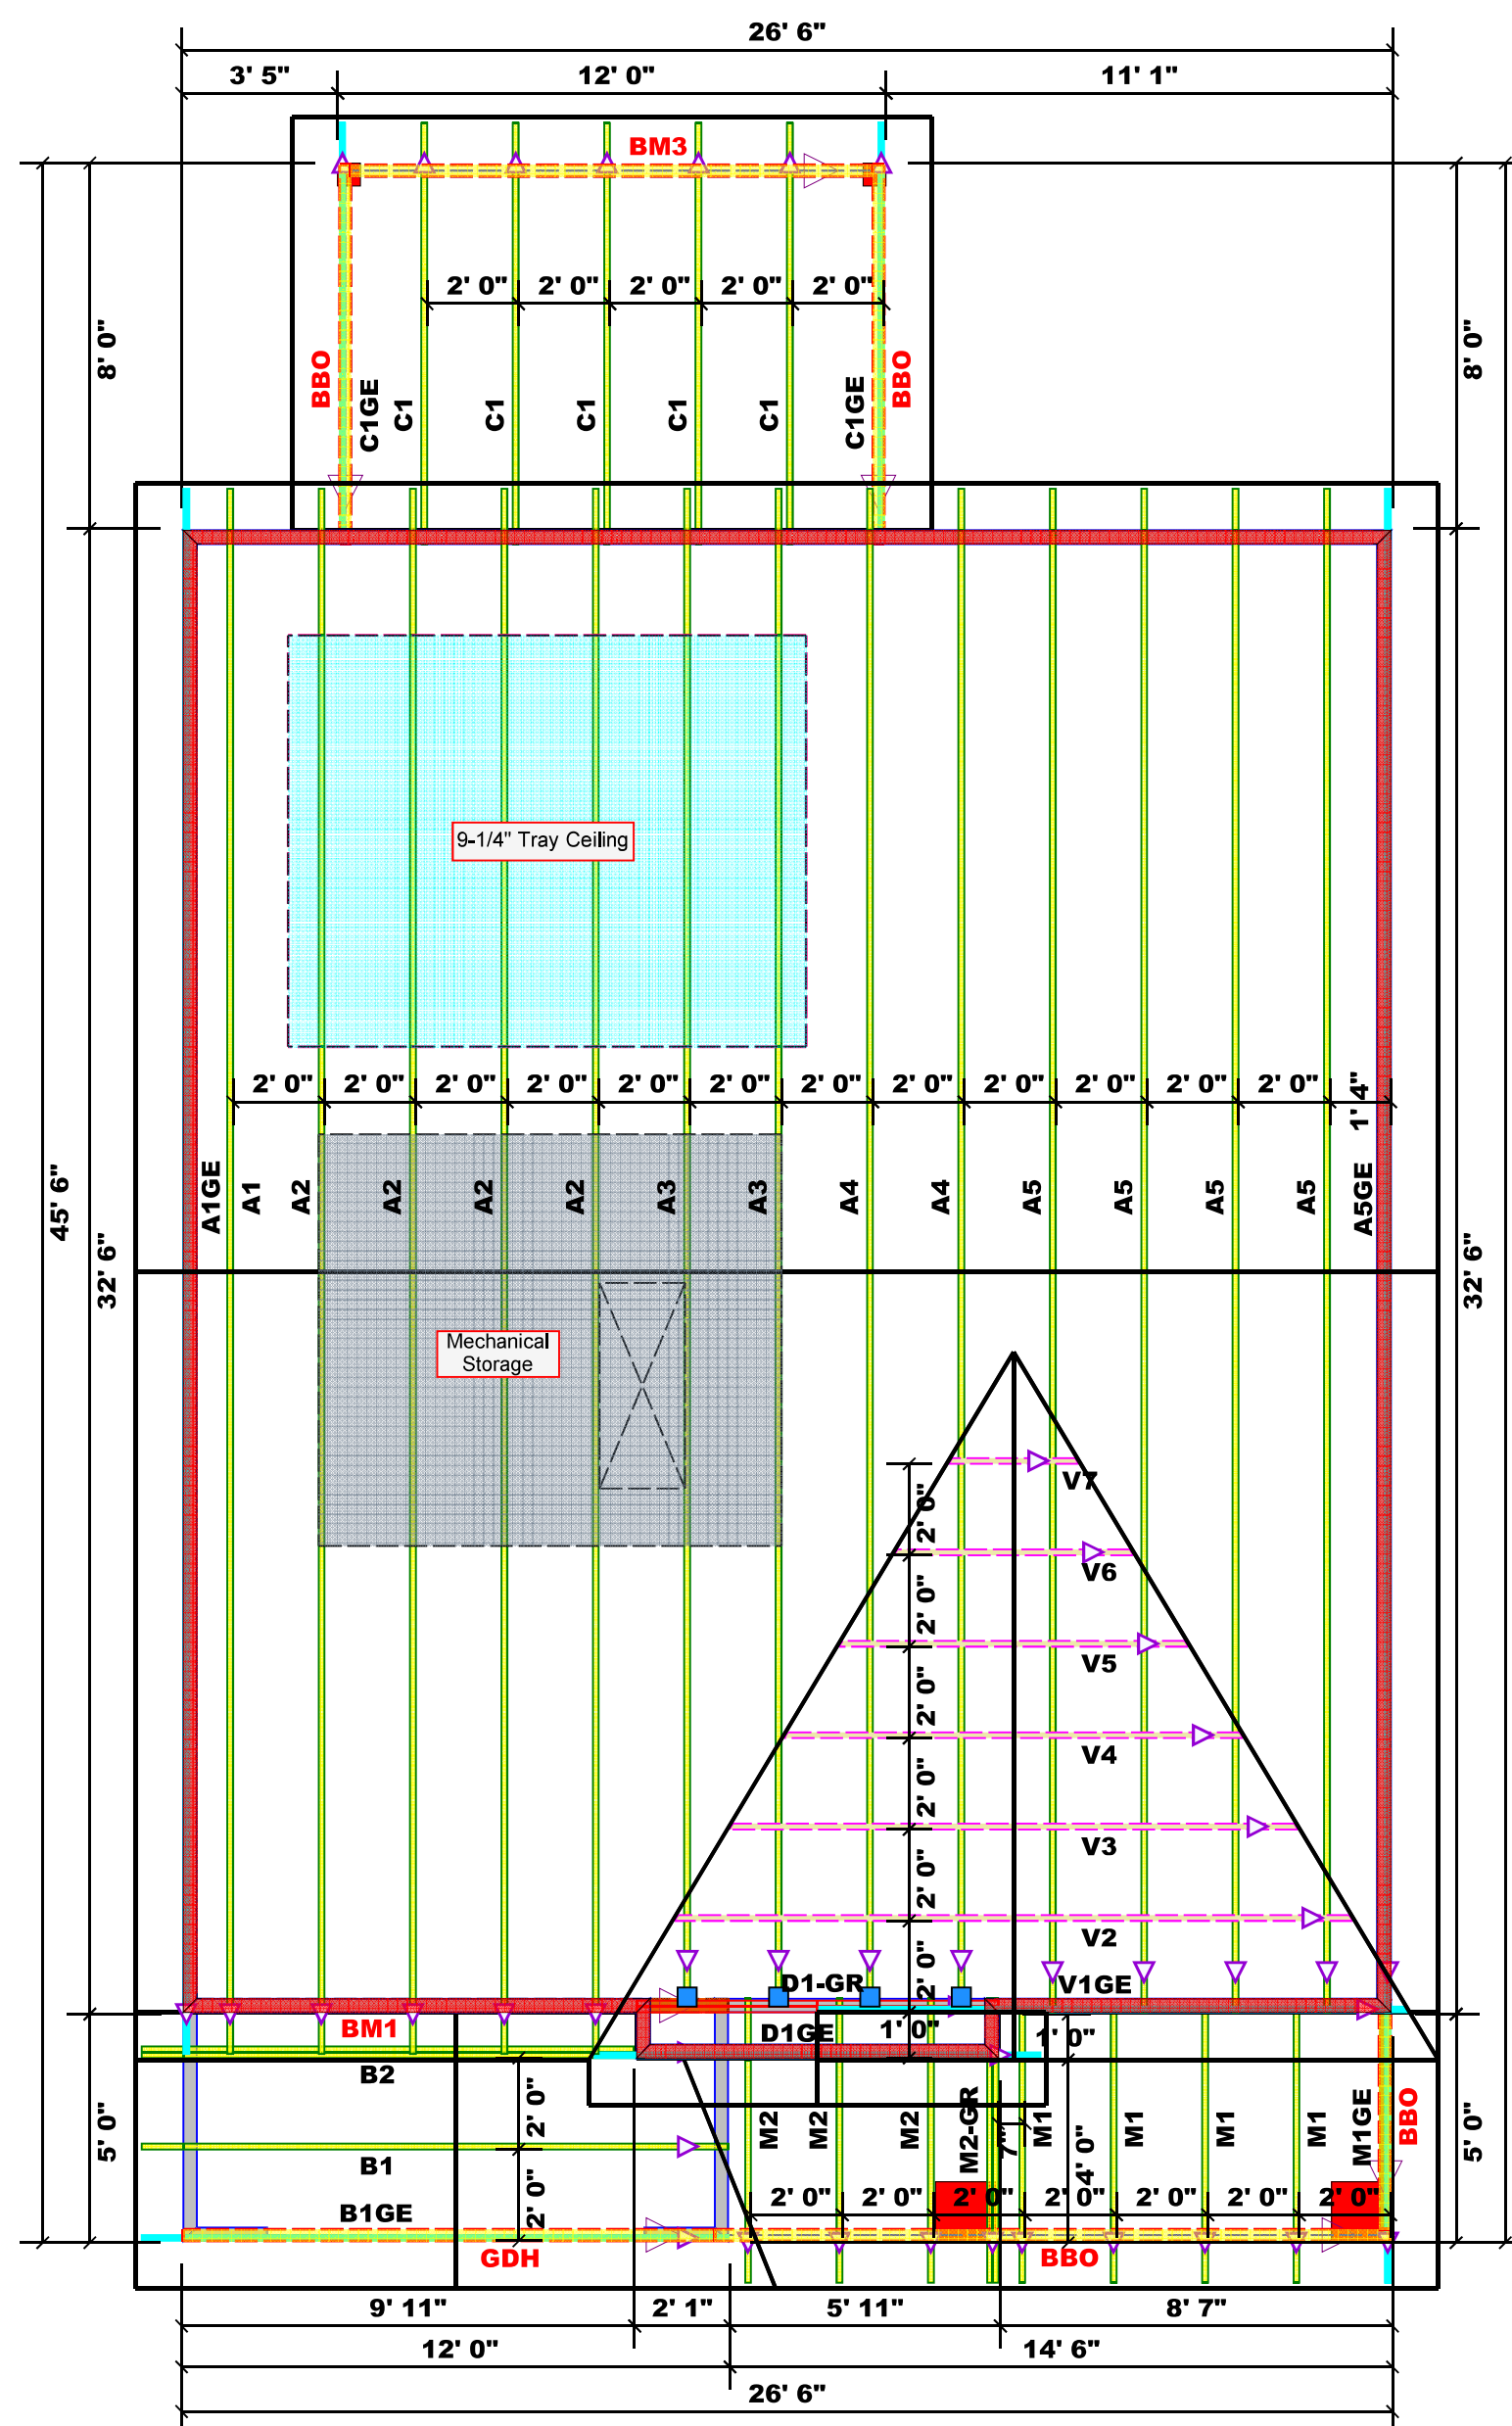 26' 6"
3' 5" 12' 0" 11' 1"
BM3
2' 0" 2' 0" 2' 0" 2' 0" 2' 0"
8' 0" 8' 0"
BBO C1GE C1 C1 C1 C1 C1 C1GE BBO
9-1/4" Tray Ceiling
2' 0" 2' 0" 2' 0" 2' 0" 2' 0" 2' 0" 2' 0" 2' 0" 2' 0" 2' 0" 2' 0" 2' 0" 1' 4"
A1GE A1 A2 A2 A2 A2 A3 A3 A4 A4 A5 A5 A5 A5 A5GE
45' 6" 32' 6" 32' 6"
Mechanical
Storage
V7
2' 0"
V6
2' 0"
V5
2' 0"
V4
2' 0"
V3
2' 0"
V2
2' 0"
D1-GR V1GE
BM1 D1GE 1' 0" 1' 0"
B2
5' 0" 2' 0" M2 M2 M2 M2-GR 7" M1 4' 0" M1 M1 M1 M1GE BBO 5' 0"
B1
2' 0" 2' 0" 2' 0" 2' 0" 2' 0" 2' 0" 2' 0" 2' 0"
B1GE
GDH BBO
9' 11" 2' 1" 5' 11" 8' 7"
12' 0" 14' 6"
26' 6"